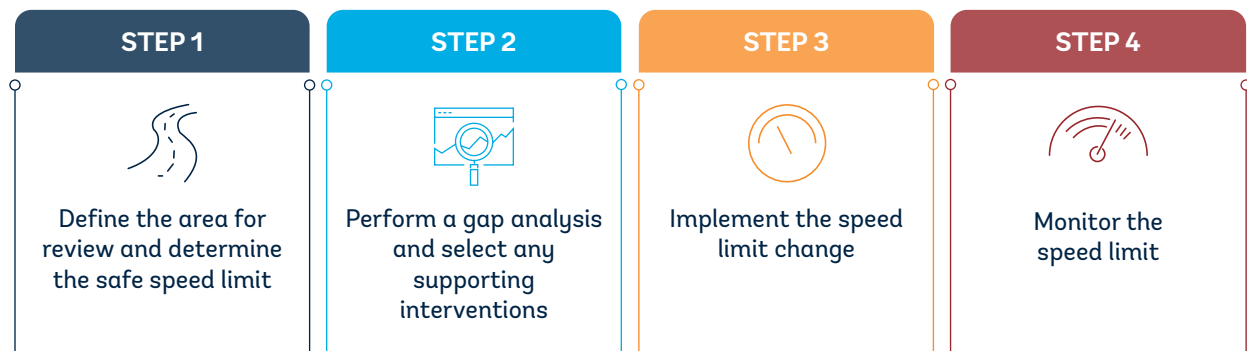 STEP 1
Define the area for
review and determine
the safe speed limit
STEP 2
Perform a gap analysis
and select any
supporting
interventions
STEP 3
Implement the speed
limit change
STEP 4
Monitor the
speed limit